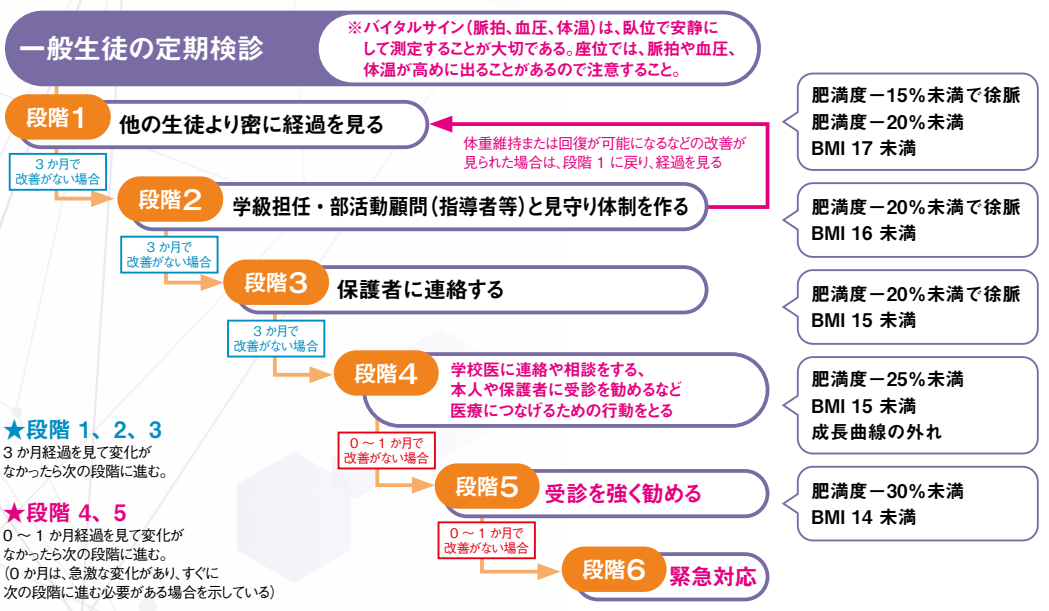 一般生徒の定期検診
※バイタルサイン(脈拍、血圧、体温)は、臥位で安静に
して測定することが大切である。座位では、脈拍や血圧、
体温が高めに出ることがあるので注意すること。
段階1
他の生徒より密に経過を見る
肥満度−15%未満で徐脈
肥満度−20%未満
BMI 17 未満
体重維持または回復が可能になるなどの改善が
見られた場合は、段階 1 に戻り、経過を見る
3 か月で
改善がない場合
段階2
学級担任・部活動顧問(指導者等)と見守り体制を作る
肥満度−20%未満で徐脈
BMI 16 未満
3 か月で
改善がない場合
段階3
保護者に連絡する
肥満度−20%未満で徐脈
BMI 15 未満
3 か月で
改善がない場合
段階4
学校医に連絡や相談をする、
本人や保護者に受診を勧めるなど
医療につなげるための行動をとる
肥満度−25%未満
BMI 15 未満
成長曲線の外れ
0 〜 1 か月で
改善がない場合
段階5
受診を強く勧める
肥満度−30%未満
BMI 14 未満
0 〜 1 か月で
改善がない場合
段階6
緊急対応
★段階 1、2、3
3 か月経過を見て変化が
なかったら次の段階に進む。
★段階 4、5
0 〜 1 か月経過を見て変化が
なかったら次の段階に進む。
(0 か月は、急激な変化があり、すぐに
次の段階に進む必要がある場合を示している)